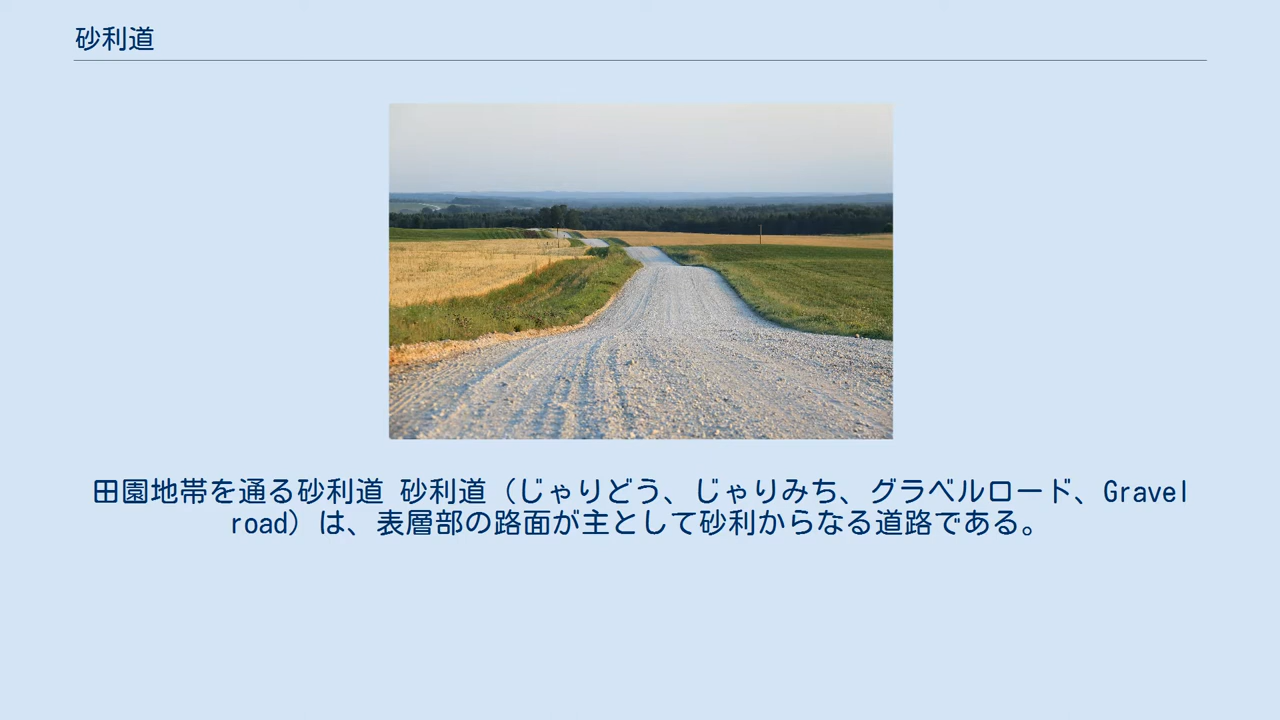 砂利道
田園地帯を通る砂利道 砂利道（じゃりどう、じゃりみち、グラベルロード、Gravel
road）は、表層部の路面が主として砂利からなる道路である。